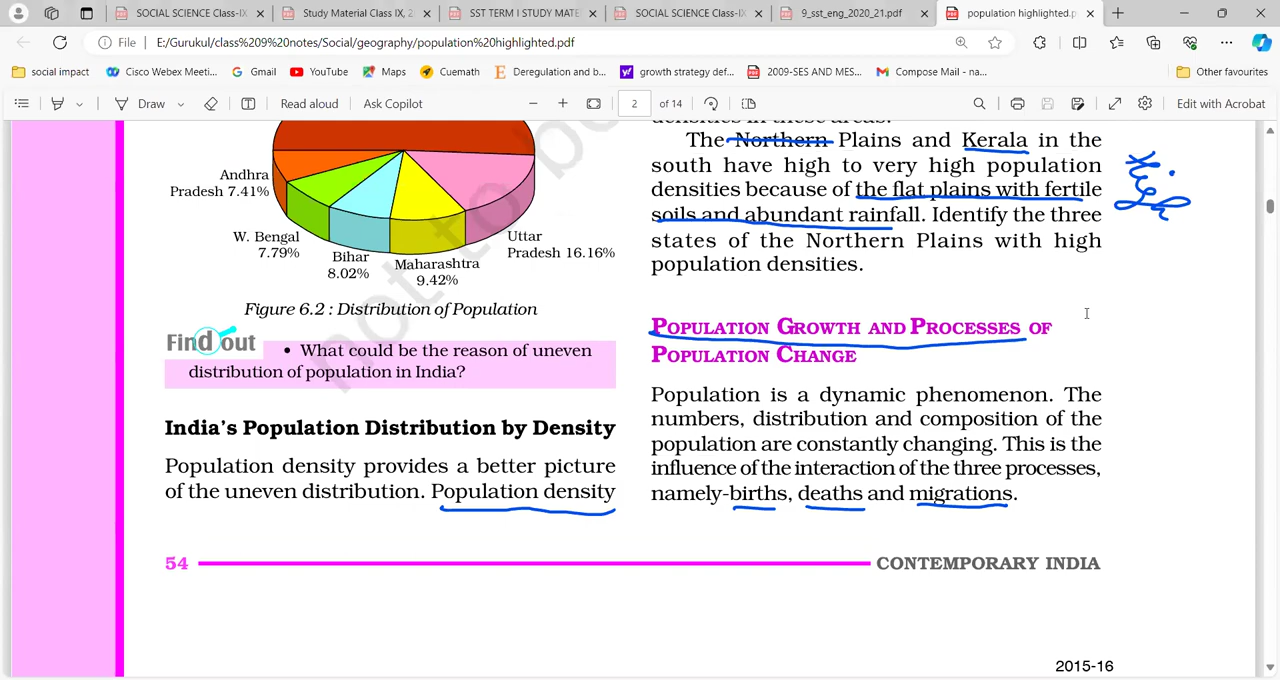 SOCIAL SCIENCE Class-IX
Study Material Class IX, 2
SST TERM I STUDY MATE
SOCIAL SCIENCE Class-IX
9_sst_eng_2020_21.pdf
population highlighted.p
File
E:/Gurukul/class%209%20notes/Social/geography/population%20highlighted.pdf
social impact
Cisco Webex Meeti...
Gmail
YouTube
Maps
Cuemath
Deregulation and b...
growth strategy def...
2009-SES AND MES...
Compose Mail - na...
Other favourites
Draw
Read aloud
Ask Copilot
2 of 14
Edit with Acrobat
Andhra
Pradesh 7.41%
W. Bengal
7.79%
Bihar
8.02%
Maharashtra
9.42%
Uttar
Pradesh 16.16%
Figure 6.2 : Distribution of Population
Find out
• What could be the reason of uneven
distribution of population in India?
India's Population Distribution by Density
Population density provides a better picture
of the uneven distribution. Population density
densities in these areas.
The Northern Plains and Kerala in the
south have high to very high population
densities because of the flat plains with fertile
soils and abundant rainfall. Identify the three
states of the Northern Plains with high
population densities.
POPULATION GROWTH AND PROCESSES OF
POPULATION CHANGE
Population is a dynamic phenomenon. The
numbers, distribution and composition of the
population are constantly changing. This is the
influence of the interaction of the three processes,
namely-births, deaths and migrations.
54
CONTEMPORARY INDIA
2015-16
not to be